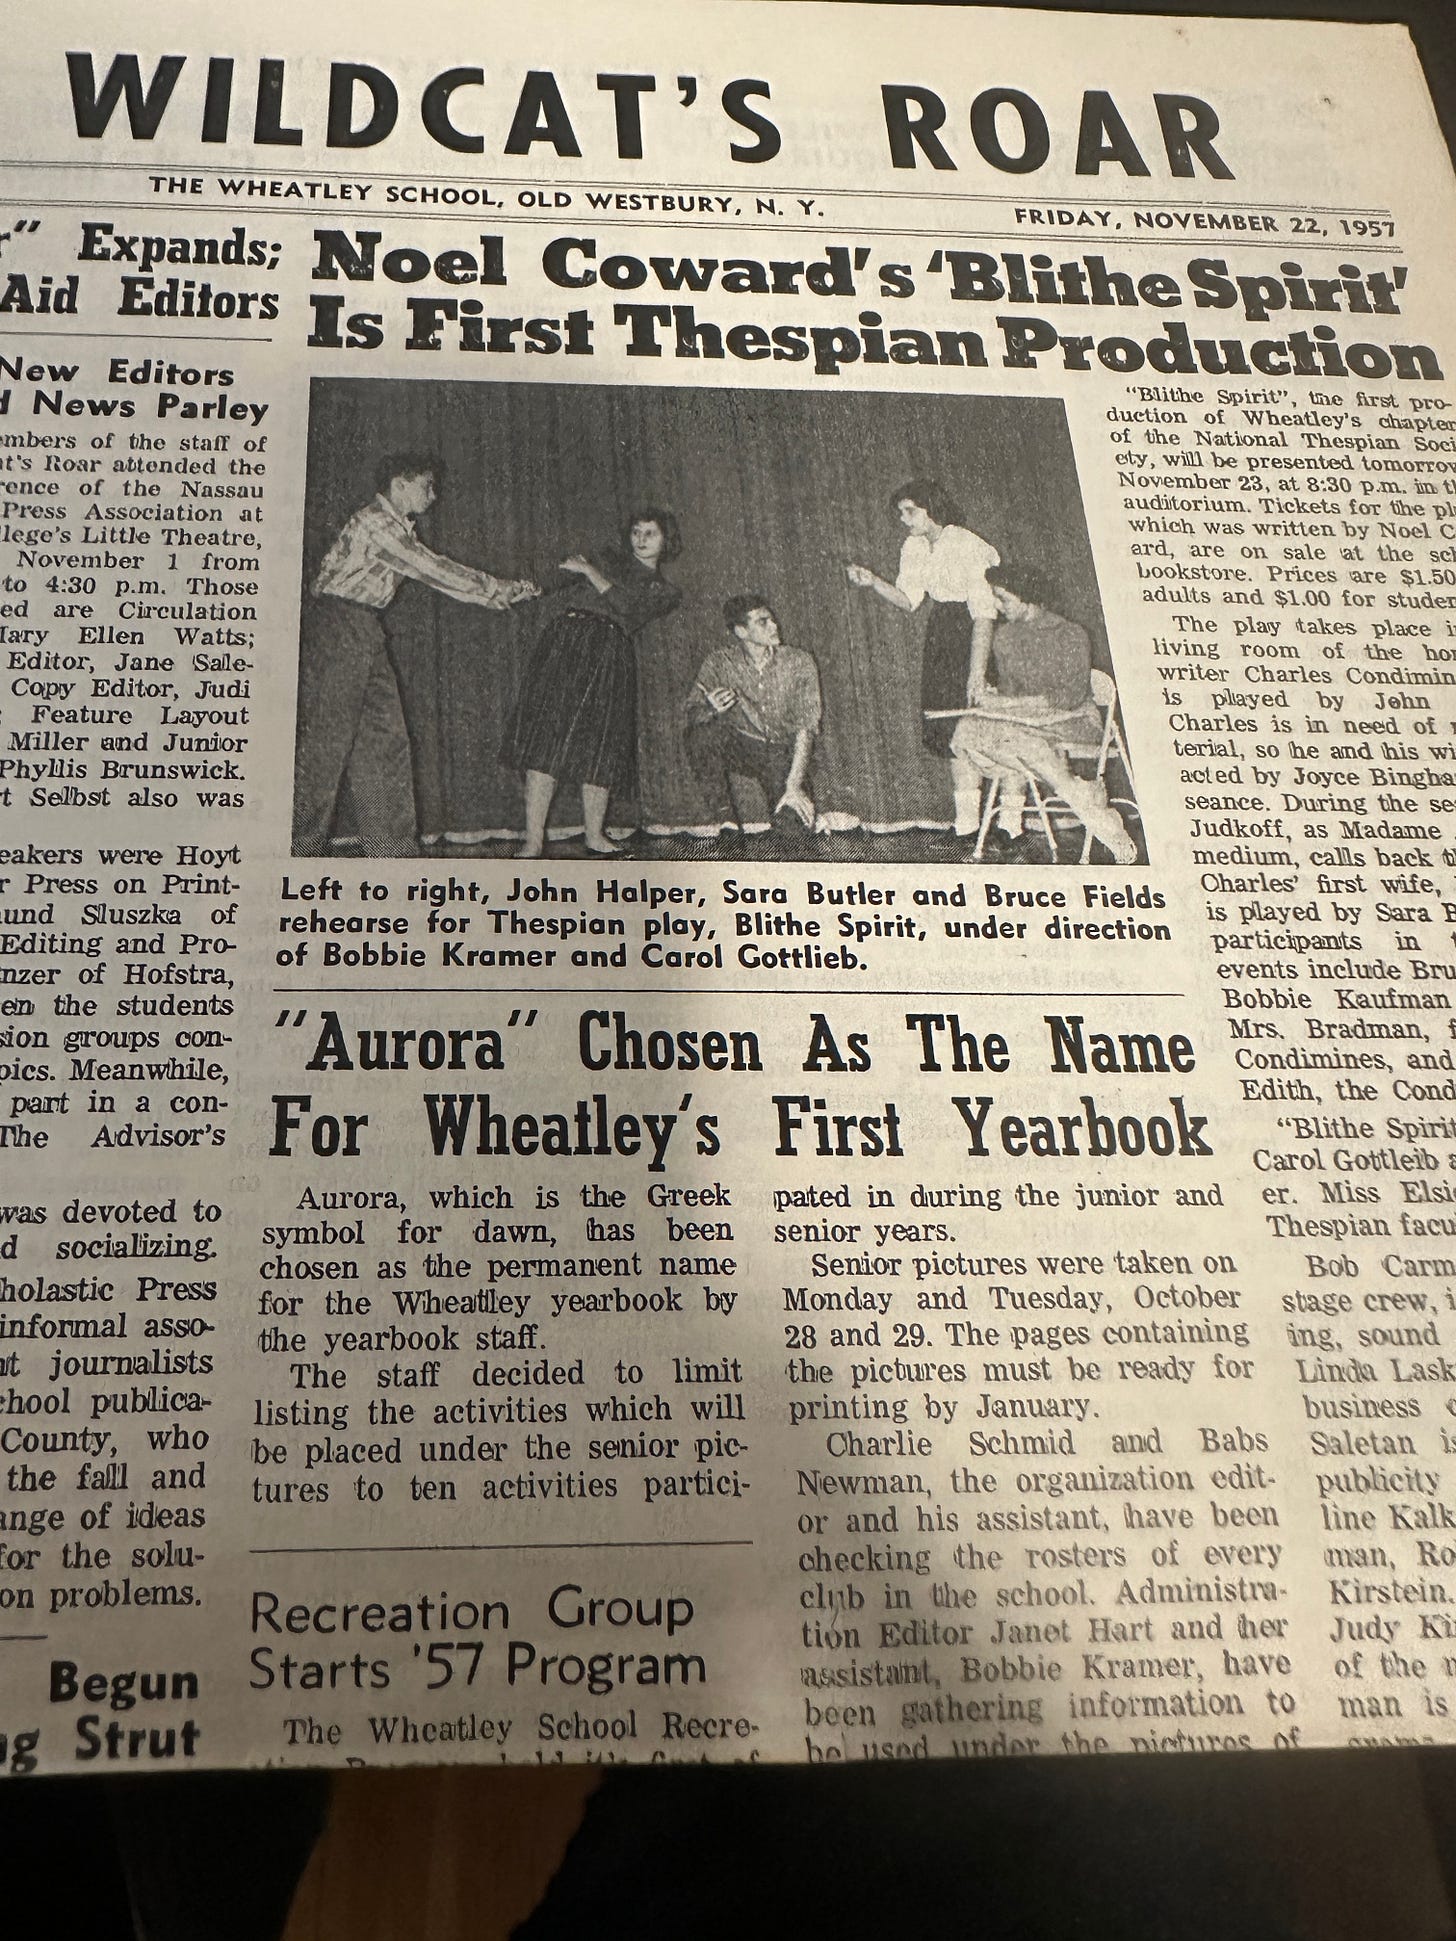 WILDCAT'S ROAR
THE WHEATLEY SCHOOL, OLD WESTBURY, N. Y.
FRIDAY, NOVEMBER 22, 1957
Expands;
Aid Editors
New Editors
News Parley
of the staff of
Roar attended the
of the Nassau
Press Association at
Little Theatre,
November 1 from
to 4:30 p.m. Those
are Circulation
Ellen Watts;
Editor, Jane Sale-
Copy Editor, Judi
Feature Layout
Miller and Junior
Phyllis Brunswick.
Selbst also was
were Hoyt
Press on Print-
Sluszka of
Editing and Pro-
of Hofstra,
the students
groups con-
Meanwhile,
part in a con-
The Advisor's
was devoted to
socializing.
Press
informal asso-
journalists
publica-
County, who
the fall and
of ideas
for the solu-
on problems.
Begun
Strut
Noel Coward's 'Blithe Spirit'
Is First Thespian Production
Left to right, John Halper, Sara Butler and Bruce Fields
rehearse for Thespian play, Blithe Spirit, under direction
of Bobbie Kramer and Carol Gottlieb.
"Blithe Spirit", the first pro-
duction of Wheatley's chapter
of the National Thespian Soci-
ety, will be presented tomorrow
November 23, at 8:30 p.m. in
auditorium. Tickets for the
which was written by Noel
ard, are on sale at the
bookstore. Prices are $1.50
adults and $1.00 for
The play takes place
living room of the
writer Charles
is played by John
Charles is in need of
terial, so he and his
acted by Joyce
seance. During the
Judkoff, as Madame
medium, calls back
Charles' first wife,
is played by Sara
participants in
events include
Bobbie Kaufman
Mrs. Bradman,
Condimines, and
Edith, the
"Blithe
Carol Gottleib
er. Miss
Thespian
Bob
stage crew,
ing, sound
Linda
business
Saletan
publicity
line
man,
Kirstein.
Judy
of the
man is
"Aurora" Chosen As The Name
For Wheatley's First Yearbook
Aurora, which is the Greek
symbol for dawn, has been
chosen as the permanent name
for the Wheatley yearbook by
the yearbook staff.
The staff decided to limit
listing the activities which will
be placed under the senior pic-
tures to ten activities partici-
pated in during the junior and
senior years.
Senior pictures were taken on
Monday and Tuesday, October
28 and 29. The pages containing
the pictures must be ready for
printing by January.
Charlie Schmid and Babs
Newman, the organization edit-
or and his assistant, have been
checking the rosters of every
club in the school. Administra-
tion Editor Janet Hart and her
assistant, Bobbie Kramer, have
been gathering information to
be used under the pictures of
Recreation Group
Starts '57 Program
The Wheatley School Recre-